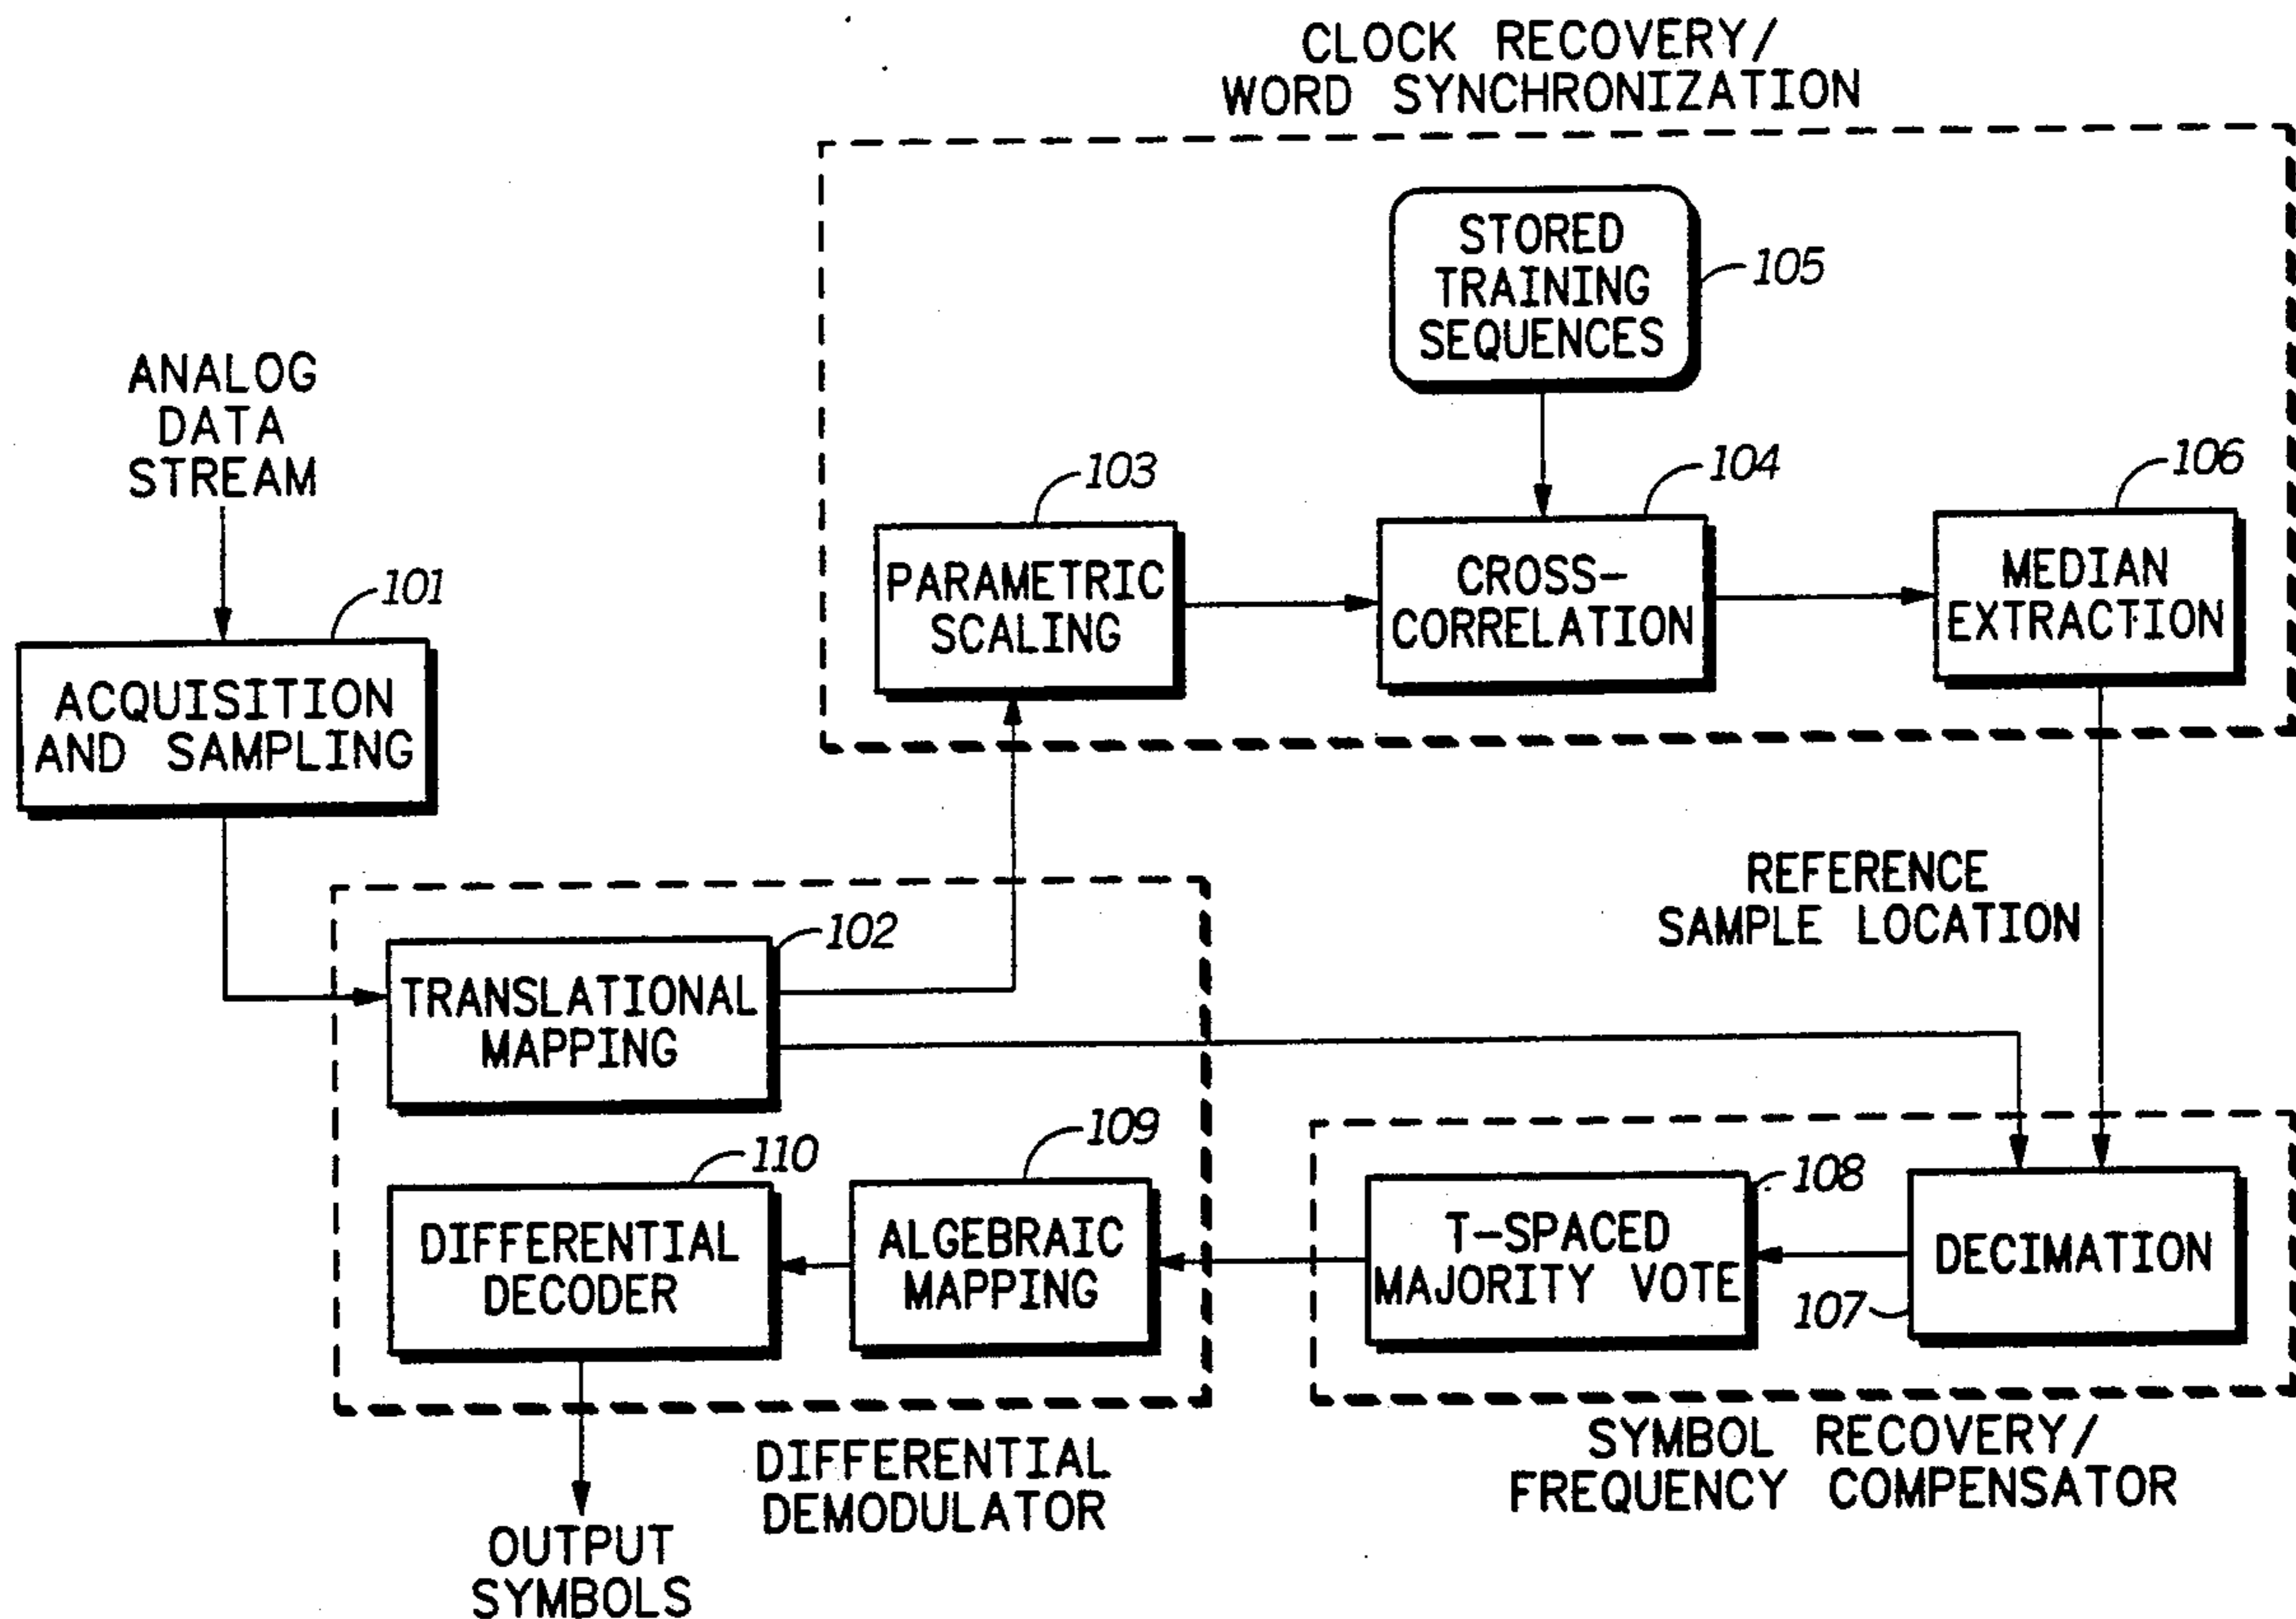 CLOCK RECOVERY/
WORD SYNCHRONIZATION
STORED
TRAINING
SEQUENCES
105
ANALOG
DATA
STREAM
103
104
106
PARAMETRIC
SCALING
CROSS-
CORRELATION
MEDIAN
EXTRACTION
101
ACQUISITION
AND SAMPLING
REFERENCE
SAMPLE LOCATION
102
TRANSLATIONAL
MAPPING
110
109
108
DIFFERENTIAL
DECODER
ALGEBRAIC
MAPPING
T-SPACED
MAJORITY VOTE
107
DECIMATION
DIFFERENTIAL
DEMODULATOR
SYMBOL RECOVERY/
FREQUENCY COMPENSATOR
OUTPUT
SYMBOLS